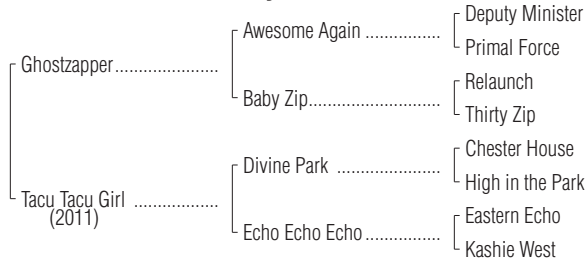 Deputy Minister
Awesome Again ................
Primal Force
Ghostzapper......................
Relaunch
Baby Zip.............................
Thirty Zip
Chester House
Divine Park ......................
High in the Park
Tacu Tacu Girl ..................
(2011)
Eastern Echo
Echo Echo Echo................
Kashie West